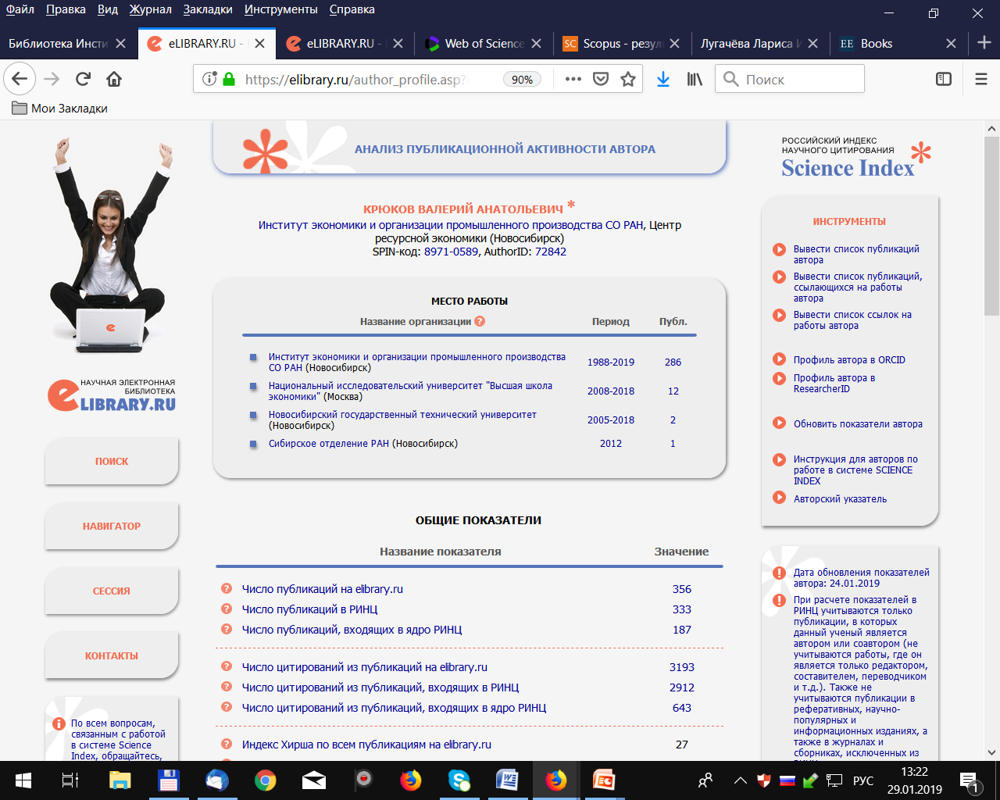 Файл Правка Вид Журнал Закладки Инструменты Справка
Библиотека Инсти
eLIBRARY.RU -
eLIBRARY.RU -
Web of Science
Scopus - резул
Лугачёва Лариса И
EE Books
https://elibrary.ru/author_profile.asp?
90%
Поиск
Мои Закладки
АНАЛИЗ ПУБЛИКАЦИОННОЙ АКТИВНОСТИ АВТОРА
КРЮКОВ ВАЛЕРИЙ АНАТОЛЬЕВИЧ *
Институт экономики и организации промышленного производства СО РАН, Центр
ресурсной экономики (Новосибирск)
SPIN-код: 8971-0589, AuthorID: 72842
МЕСТО РАБОТЫ
Название организации ? Период Публ.
Институт экономики и организации промышленного производства
СО РАН (Новосибирск) 1988-2019 286
Национальный исследовательский университет "Высшая школа
экономики" (Москва) 2008-2018 12
Новосибирский государственный технический университет
(Новосибирск) 2005-2018 2
Сибирское отделение РАН (Новосибирск) 2012 1
ОБЩИЕ ПОКАЗАТЕЛИ
Название показателя Значение
? Число публикаций на elibrary.ru 356
? Число публикаций в РИНЦ 333
? Число публикаций, входящих в ядро РИНЦ 187
? Число цитирований из публикаций на elibrary.ru 3193
? Число цитирований из публикаций, входящих в РИНЦ 2912
? Число цитирований из публикаций, входящих в ядро РИНЦ 643
? Индекс Хирша по всем публикациям на elibrary.ru 27
НАУЧНАЯ ЭЛЕКТРОННАЯ
БИБЛИОТЕКА
eLIBRARY.RU
ПОИСК
НАВИГАТОР
СЕССИЯ
КОНТАКТЫ
По всем вопросам,
связанным с работой
в системе Science
Index, обращайтесь,
РОССИЙСКИЙ ИНДЕКС
НАУЧНОГО ЦИТИРОВАНИЯ
Science Index *
ИНСТРУМЕНТЫ
Вывести список публикаций
автора
Вывести список публикаций,
ссылающихся на работы
автора
Вывести список ссылок на
работы автора
Профиль автора в ORCID
Профиль автора в
ResearcherID
Обновить показатели автора
Инструкция для авторов по
работе в системе SCIENCE
INDEX
Авторский указатель
Дата обновления показателей
автора: 24.01.2019
При расчете показателей в
РИНЦ учитываются только
публикации, в которых
данный ученый является
автором или соавтором (не
учитываются работы, где он
является только редактором,
составителем, переводчиком
и т.д.). Также не
учитываются публикации в
реферативных, научно-
популярных и
информационных изданиях, а
также в журналах и
сборниках, исключенных из
РУС
13:22
29.01.2019
1